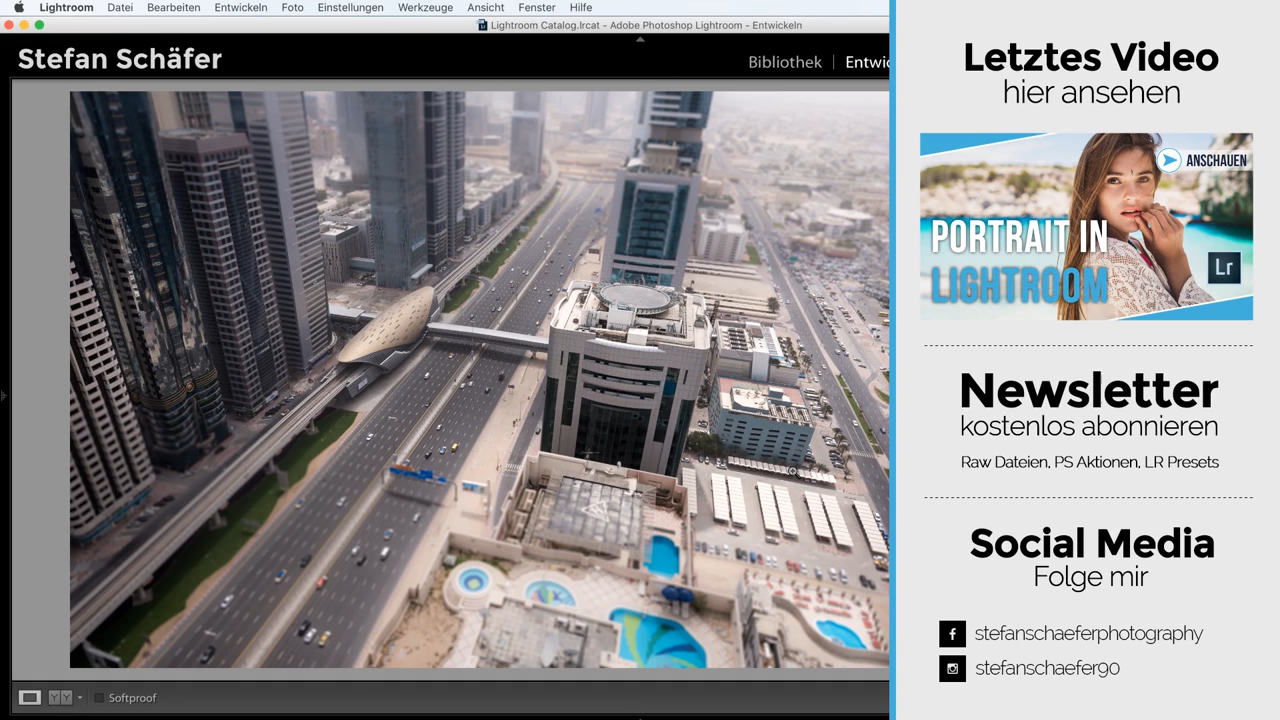 Lightroom Datei Bearbeiten Entwickeln Foto Einstellungen Werkzeuge Ansicht Fenster Hilfe
Lightroom Catalog.lrcat - Adobe Photoshop Lightroom - Entwickeln
Stefan Schäfer
Bibliothek | Entwic
Softproof
Letztes Video
hier ansehen
ANSCHAUEN
PORTRAIT IN
LIGHTROOM
Lr
Newsletter
kostenlos abonnieren
Raw Dateien, PS Aktionen, LR Presets
Social Media
Folge mir
stefanschaeferphotography
stefanschaefer90